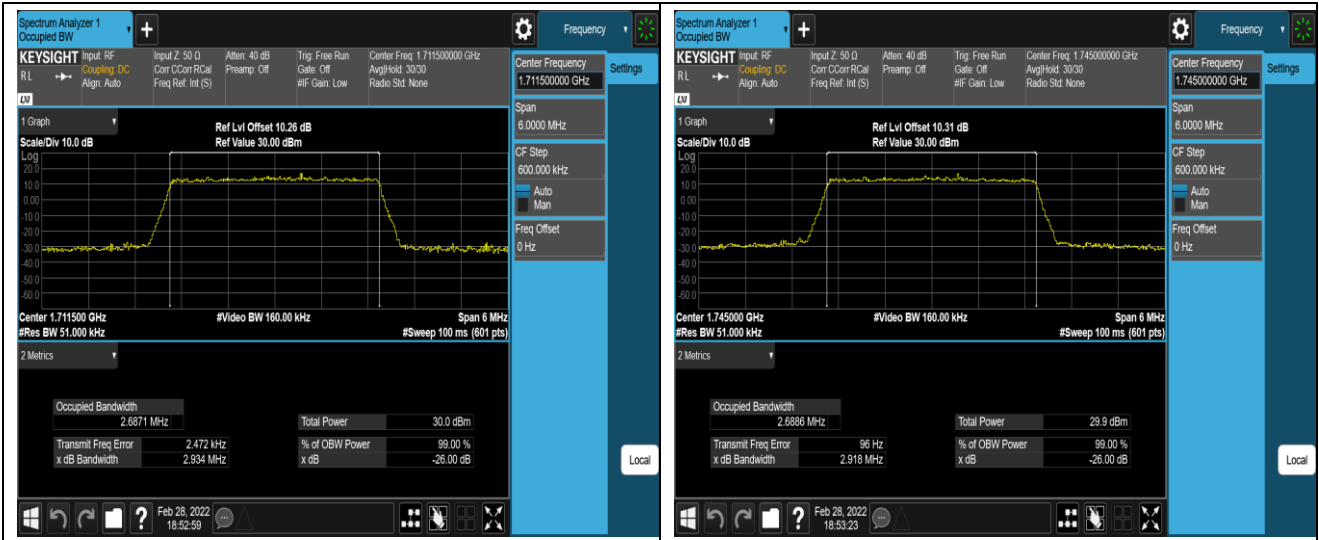 Spectrum Analyzer 1
Occupied BW
+
Frequency
KEYSIGHT
Input: RF
Coupling: DC
Align: Auto
Input Z: 50 Ω
Corr CCorr RCal
Freq Ref: Int (S)
Atten: 40 dB
Preamp: Off
Trig: Free Run
Gate: Off
#IF Gain: Low
Center Freq: 1.711500000 GHz
Avg|Hold: 30/30
Radio Std: None
RL
LXI
Center Frequency
1.711500000 GHz
Settings
Span
6.0000 MHz
CF Step
600.000 kHz
Auto
Man
Freq Offset
0 Hz
1 Graph
Ref Lvl Offset 10.26 dB
Scale/Div 10.0 dB
Ref Value 30.00 dBm
Log
20.0
10.0
0.00
-10.0
-20.0
-30.0
-40.0
-50.0
-60.0
Center 1.711500 GHz
#Video BW 160.00 kHz
Span 6 MHz
#Res BW 51.000 kHz
#Sweep 100 ms (601 pts)
2 Metrics
Occupied Bandwidth
2.6871 MHz
Total Power 30.0 dBm
Transmit Freq Error 2.472 kHz
% of OBW Power 99.00 %
x dB Bandwidth 2.934 MHz
x dB -26.00 dB
Local
?
Feb 28, 2022
18:52:59
Spectrum Analyzer 1
Occupied BW
+
Frequency
KEYSIGHT
Input: RF
Coupling: DC
Align: Auto
Input Z: 50 Ω
Corr CCorr RCal
Freq Ref: Int (S)
Atten: 40 dB
Preamp: Off
Trig: Free Run
Gate: Off
#IF Gain: Low
Center Freq: 1.745000000 GHz
Avg|Hold: 30/30
Radio Std: None
RL
LXI
Center Frequency
1.745000000 GHz
Settings
Span
6.0000 MHz
CF Step
600.000 kHz
Auto
Man
Freq Offset
0 Hz
1 Graph
Ref Lvl Offset 10.31 dB
Scale/Div 10.0 dB
Ref Value 30.00 dBm
Log
20.0
10.0
0.00
-10.0
-20.0
-30.0
-40.0
-50.0
-60.0
Center 1.745000 GHz
#Video BW 160.00 kHz
Span 6 MHz
#Res BW 51.000 kHz
#Sweep 100 ms (601 pts)
2 Metrics
Occupied Bandwidth
2.6886 MHz
Total Power 29.9 dBm
Transmit Freq Error 96 Hz
% of OBW Power 99.00 %
x dB Bandwidth 2.918 MHz
x dB -26.00 dB
Local
?
Feb 28, 2022
18:53:23